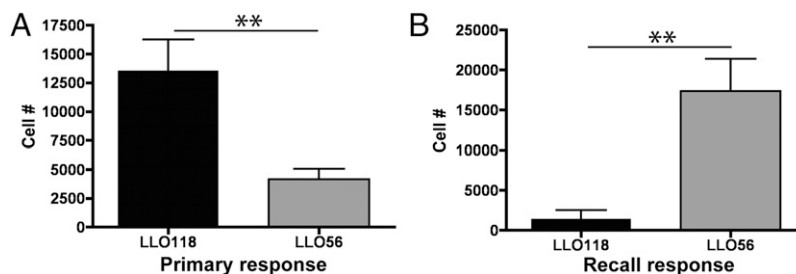 A
**
Cell #
17500
15000
12500
10000
7500
5000
2500
0
LLO118 LLO56
Primary response
B
**
Cell #
25000
20000
15000
10000
5000
0
LLO118 LLO56
Recall response